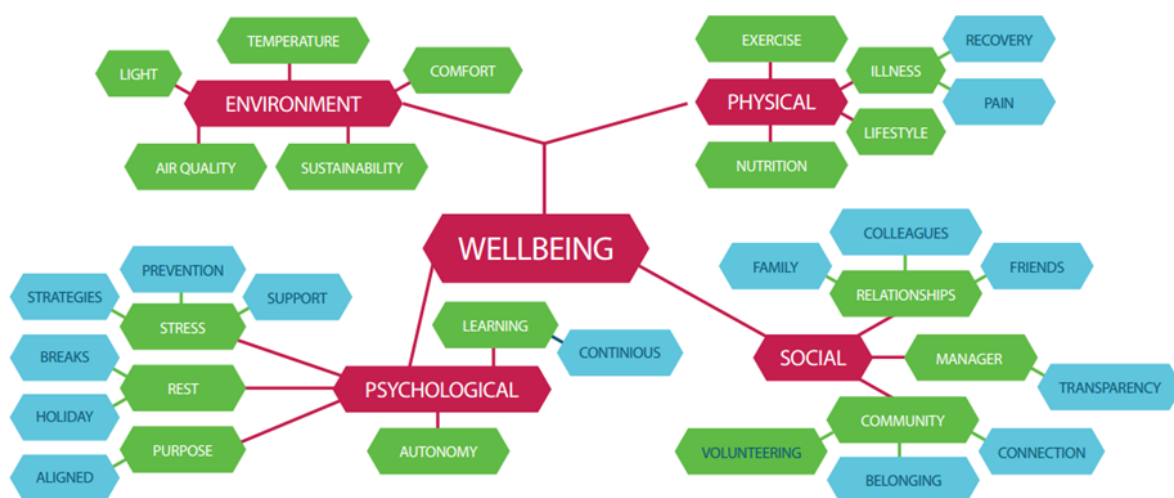 TEMPERATURE
LIGHT
COMFORT
ENVIRONMENT
AIR QUALITY
SUSTAINABILITY
EXERCISE
RECOVERY
ILLNESS
PHYSICAL
PAIN
LIFESTYLE
NUTRITION
WELLBEING
COLLEAGUES
FAMILY
FRIENDS
RELATIONSHIPS
SOCIAL
MANAGER
TRANSPARENCY
COMMUNITY
VOLUNTEERING
CONNECTION
BELONGING
PREVENTION
STRATEGIES
SUPPORT
STRESS
BREAKS
REST
HOLIDAY
PURPOSE
ALIGNED
LEARNING
CONTINIOUS
PSYCHOLOGICAL
AUTONOMY